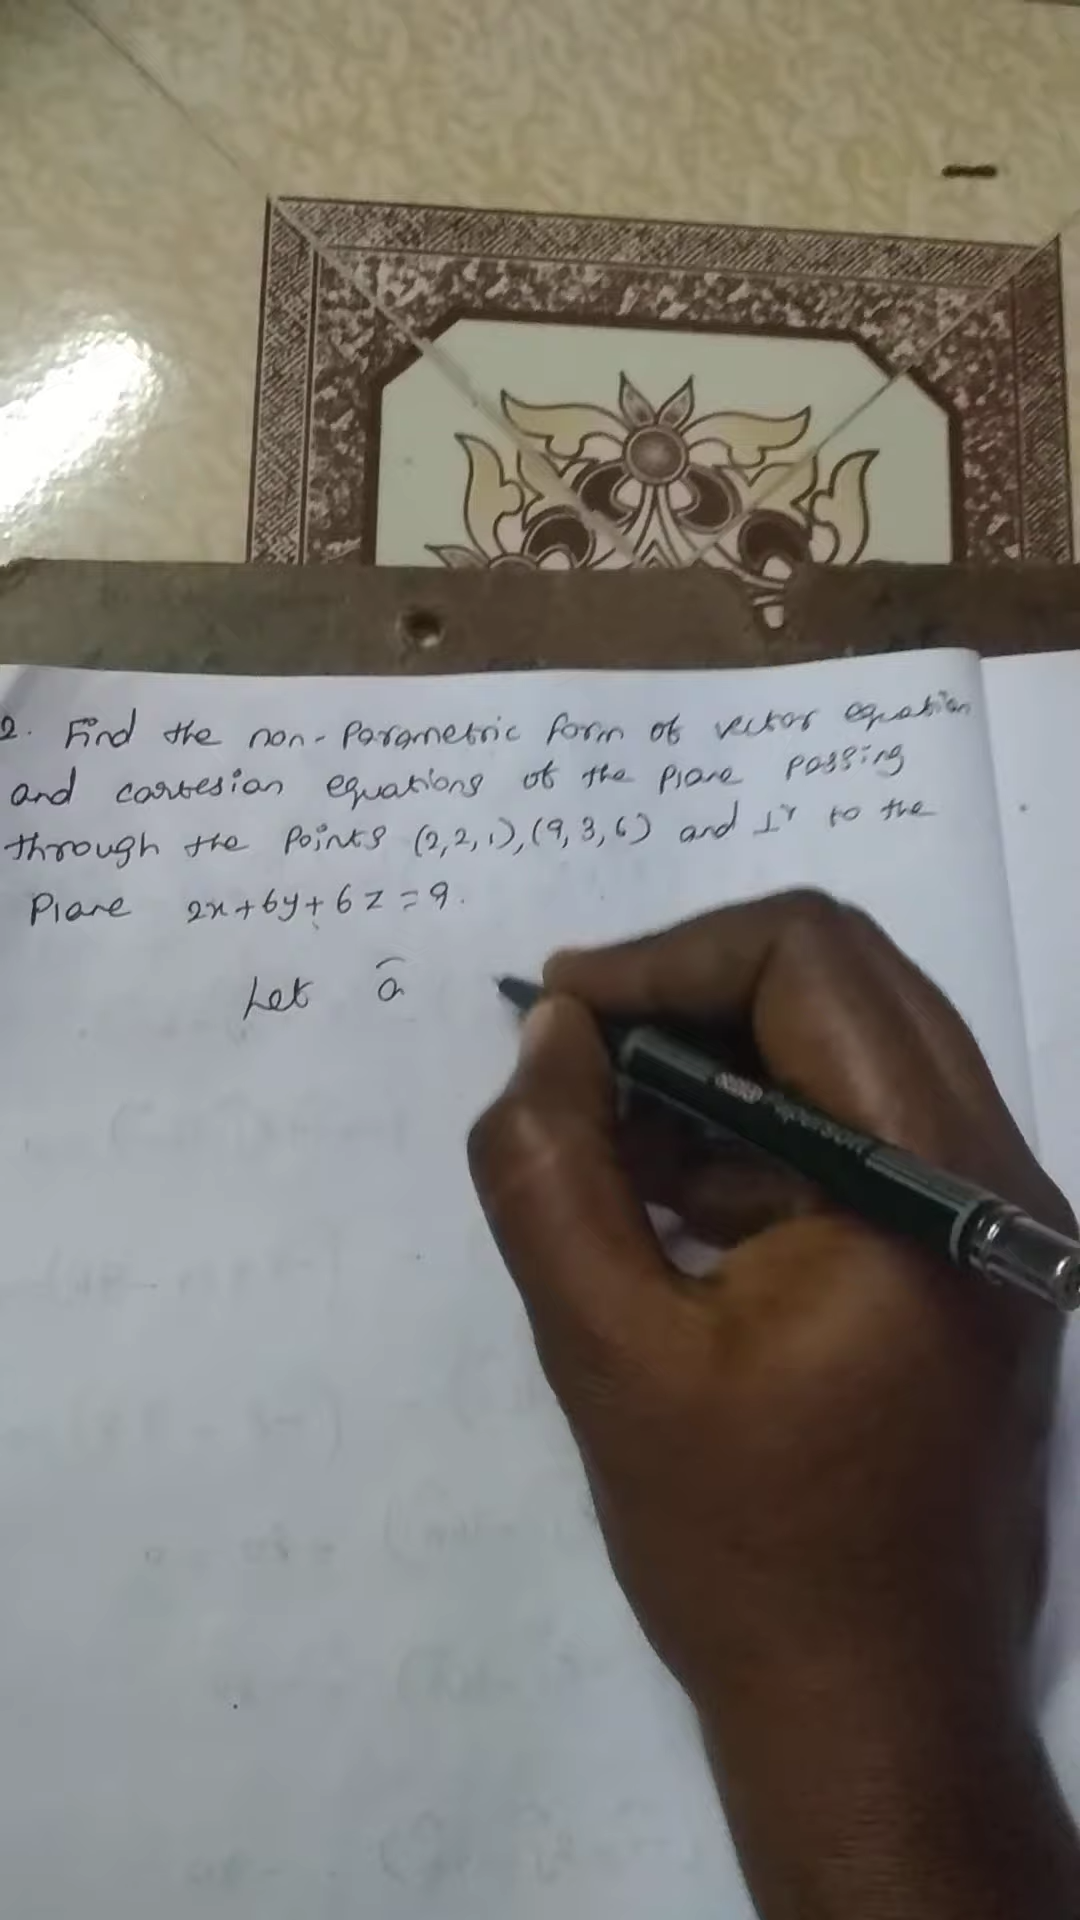 2. Find the non-Parametric form of vector equation
and cartesian equations of the Plane passing
through the Points (2,2,1), (9,3,6) and ⊥r to the
Plane 2x+6y+6z=9.
Let a̅
Paperson